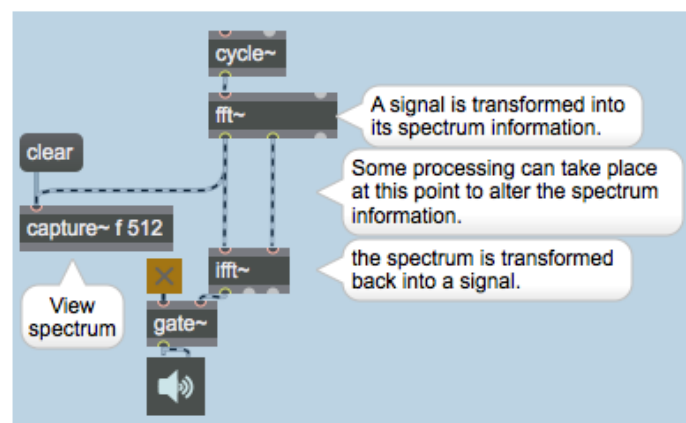 cycle~
fft~
A signal is transformed into
its spectrum information.
clear
Some processing can take place
at this point to alter the spectrum
information.
capture~ f 512
ifft~
the spectrum is transformed
back into a signal.
View
spectrum
gate~